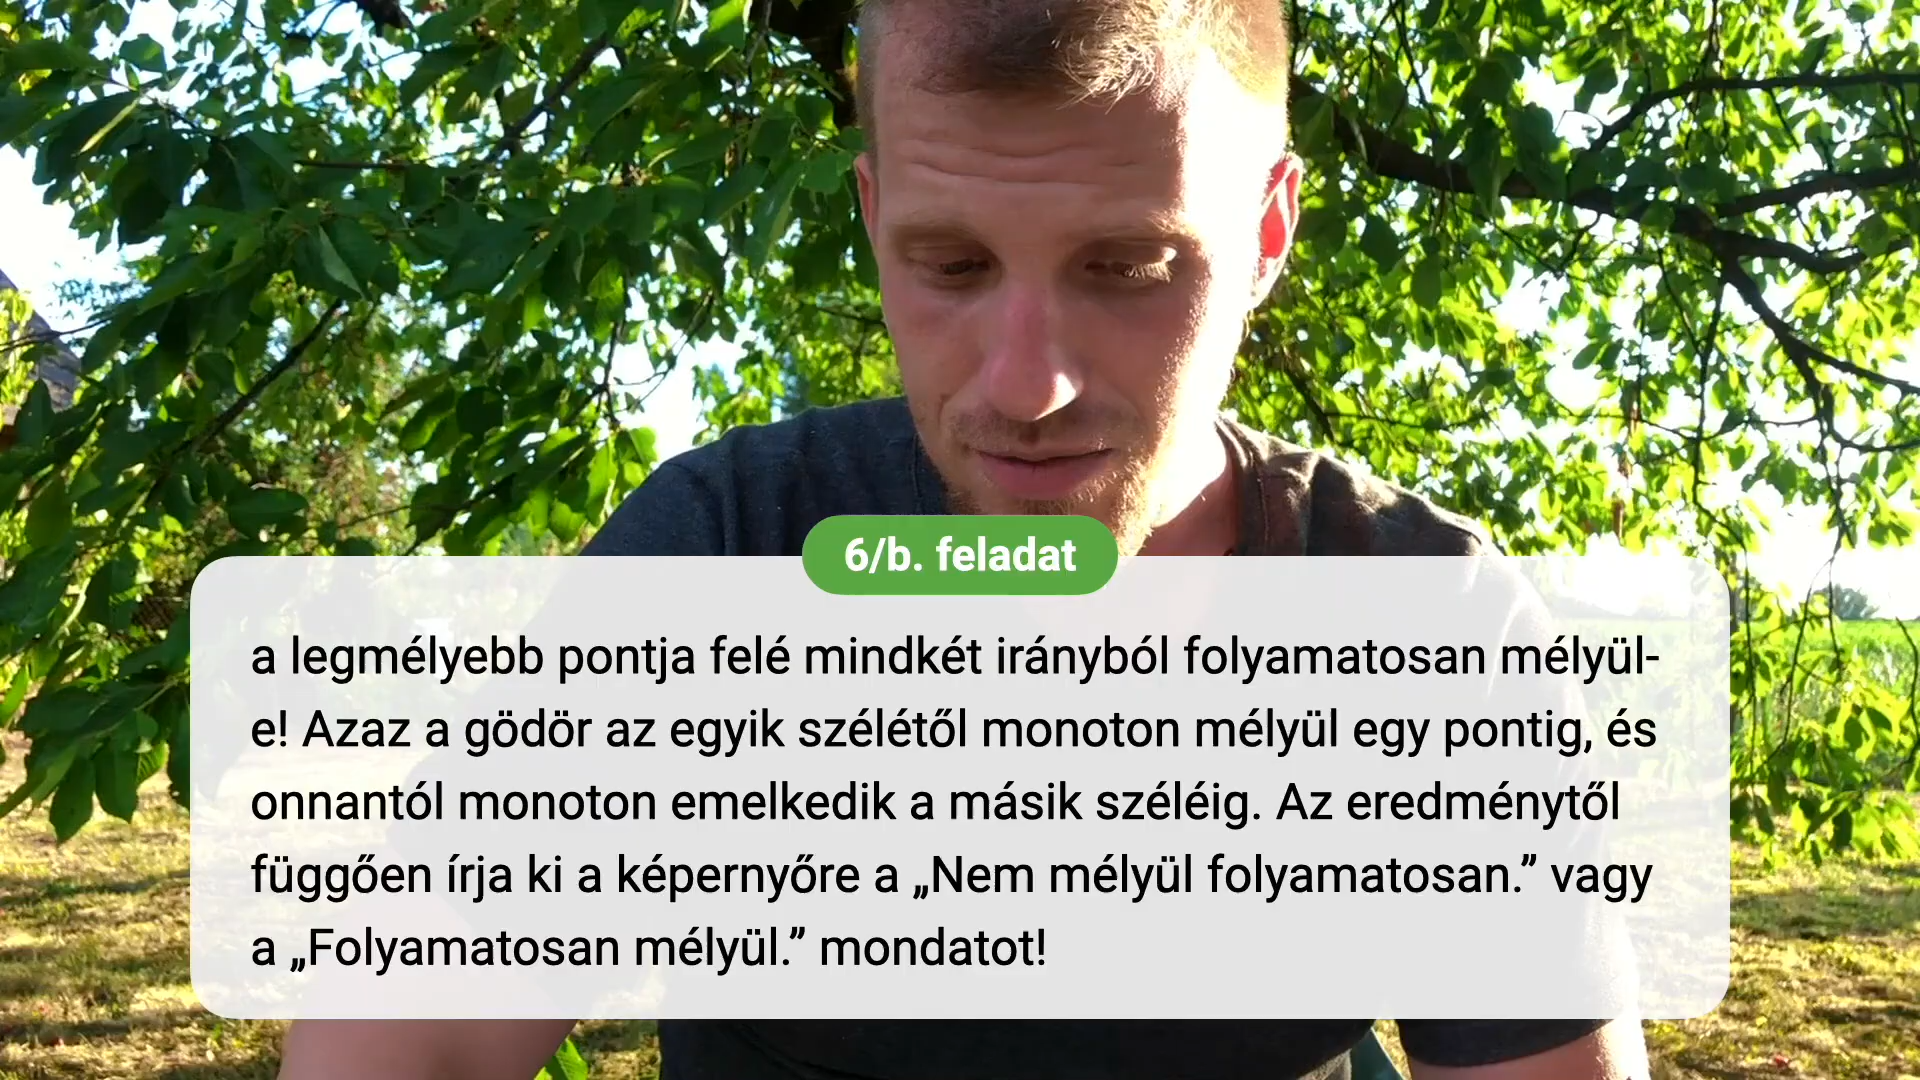 6/b. feladat
a legmélyebb pontja felé mindkét irányból folyamatosan mélyül-
e! Azaz a gödör az egyik szélétől monoton mélyül egy pontig, és
onnantól monoton emelkedik a másik széléig. Az eredménytől
függően írja ki a képernyőre a „Nem mélyül folyamatosan.” vagy
a „Folyamatosan mélyül.” mondatot!